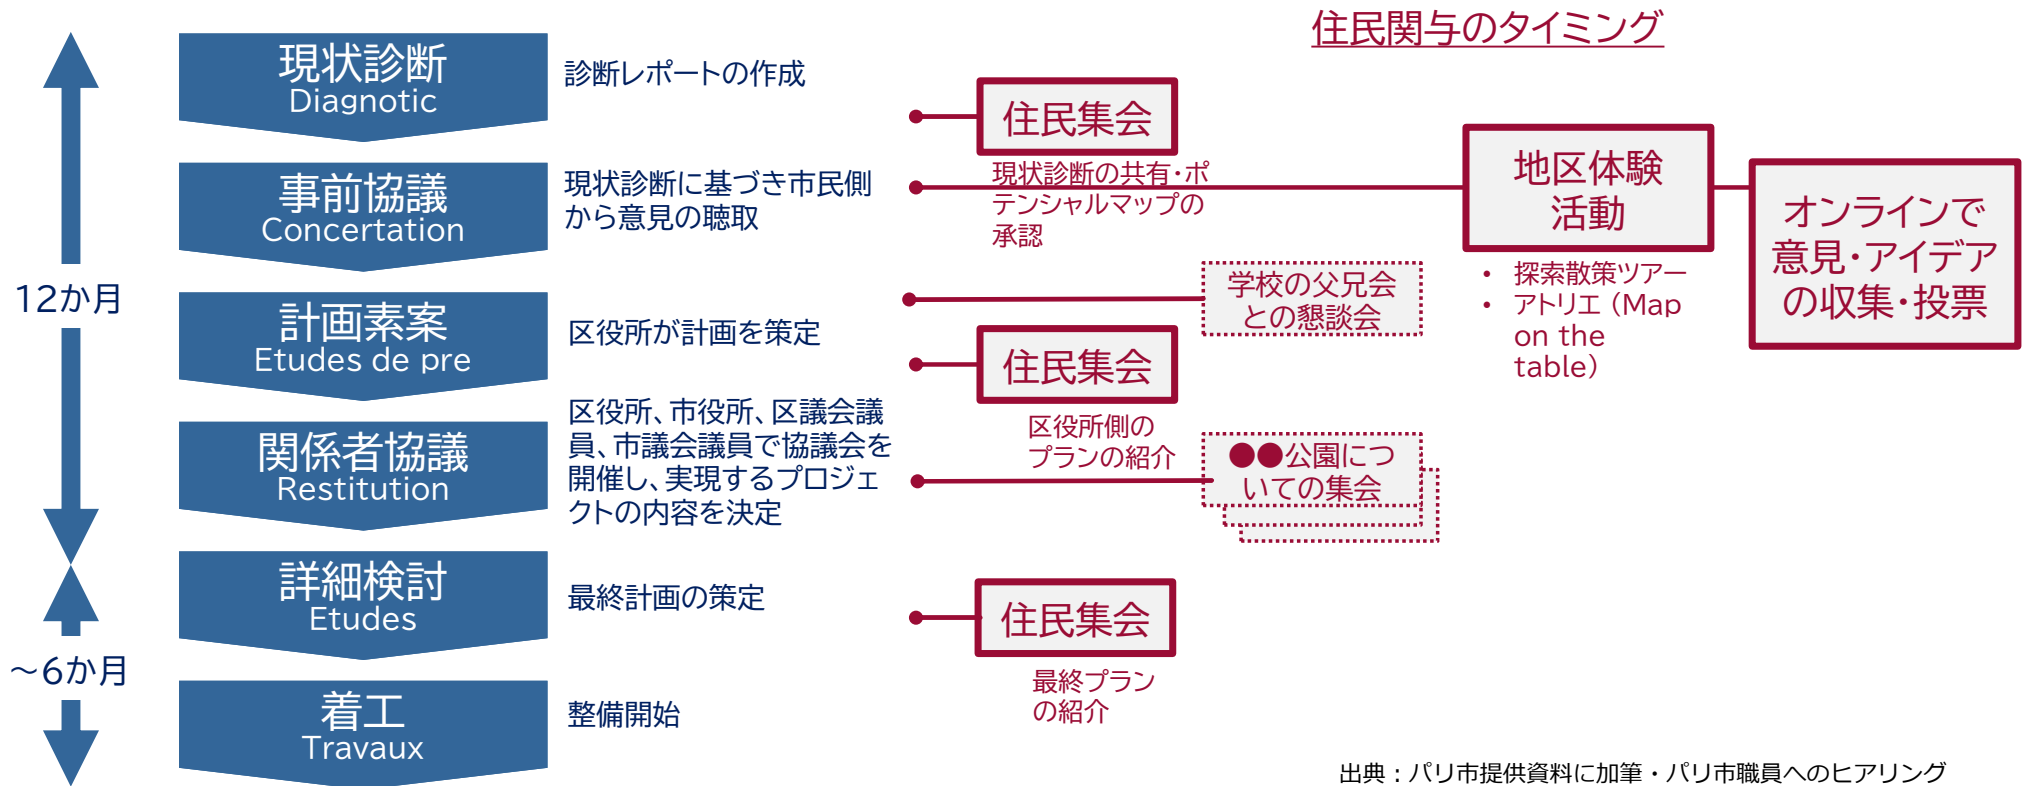 住民関与のタイミング
12か月
～6か月
現状診断
Diagnotic
診断レポートの作成
住民集会
現状診断の共有・ポ
テンシャルマップの
承認
事前協議
Concertation
現状診断に基づき市民側
から意見の聴取
地区体験
活動
• 探索散策ツアー
• アトリエ（Map
on the
table）
オンラインで
意見・アイデア
の収集・投票
計画素案
Etudes de pre
区役所が計画を策定
学校の父兄会
との懇談会
住民集会
区役所側の
プランの紹介
関係者協議
Restitution
区役所、市役所、区議会議
員、市議会議員で協議会を
開催し、実現するプロジェ
クトの内容を決定
●●公園につ
いての集会
詳細検討
Etudes
最終計画の策定
住民集会
最終プラン
の紹介
着工
Travaux
整備開始
出典：パリ市提供資料に加筆・パリ市職員へのヒアリング